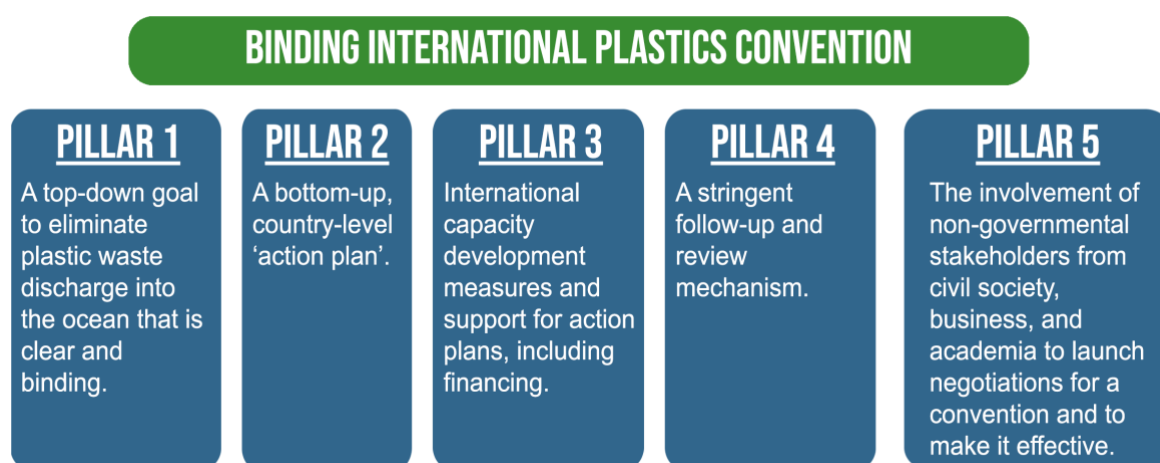 BINDING INTERNATIONAL PLASTICS CONVENTION
PILLAR 1
A top-down goal
to eliminate
plastic waste
discharge into
the ocean that is
clear and
binding.
PILLAR 2
A bottom-up,
country-level
‘action plan’.
PILLAR 3
International
capacity
development
measures and
support for action
plans, including
financing.
PILLAR 4
A stringent
follow-up and
review
mechanism.
PILLAR 5
The involvement of
non-governmental
stakeholders from
civil society,
business, and
academia to launch
negotiations for a
convention and to
make it effective.